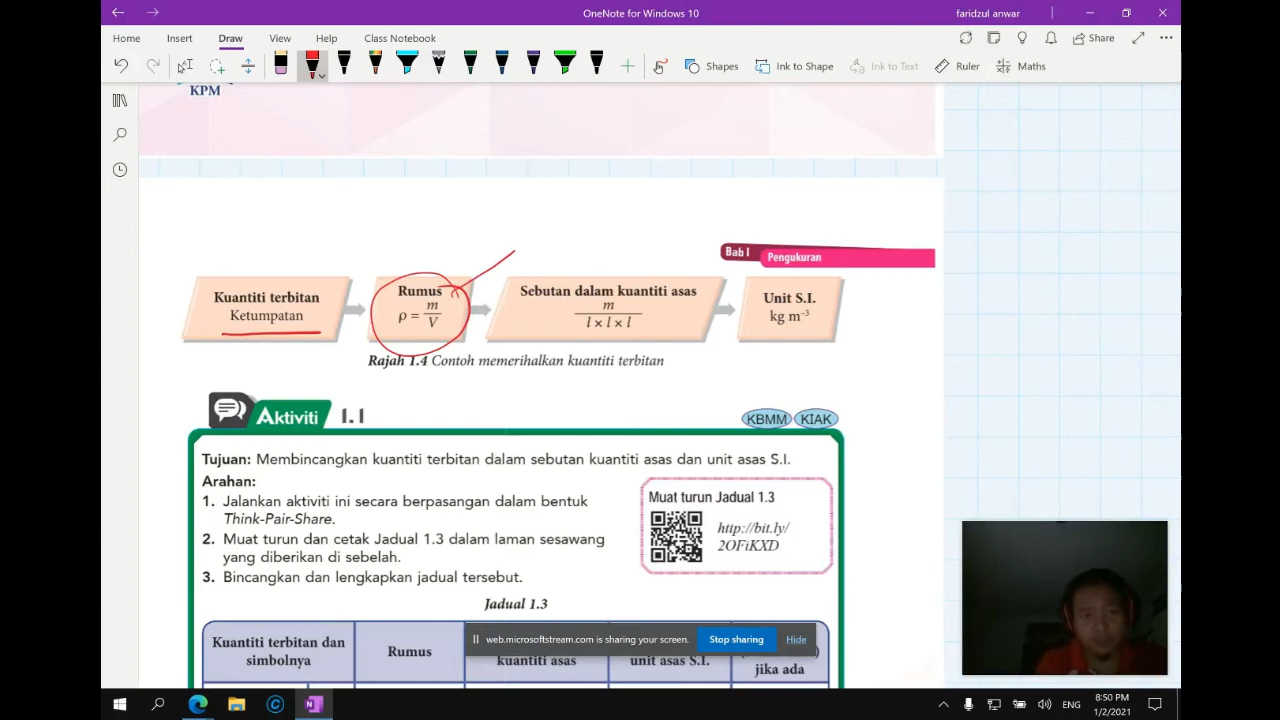 OneNote for Windows 10
faridzul anwar
Home Insert Draw View Help Class Notebook
Share
Shapes Ink to Shape Ink to Text Ruler Maths
KPM
Bab 1 Pengukuran
Kuantiti terbitan
Ketumpatan
Rumus
ρ = m/V
Sebutan dalam kuantiti asas
m/(l × l × l)
Unit S.I.
kg m⁻³
Rajah 1.4 Contoh memerihalkan kuantiti terbitan
Aktiviti 1.1
KBMM KIAK
Tujuan: Membincangkan kuantiti terbitan dalam sebutan kuantiti asas dan unit asas S.I.
Arahan:
1. Jalankan aktiviti ini secara berpasangan dalam bentuk
Think-Pair-Share.
2. Muat turun dan cetak Jadual 1.3 dalam laman sesawang
yang diberikan di sebelah.
3. Bincangkan dan lengkapkan jadual tersebut.
Muat turun Jadual 1.3
http://bit.ly/
2OFiKXD
Jadual 1.3
Kuantiti terbitan dan
simbolnya
Rumus
kuantiti asas
unit asas S.I.
jika ada
web.microsoftstream.com is sharing your screen. Stop sharing Hide
ENG
8:50 PM
1/2/2021